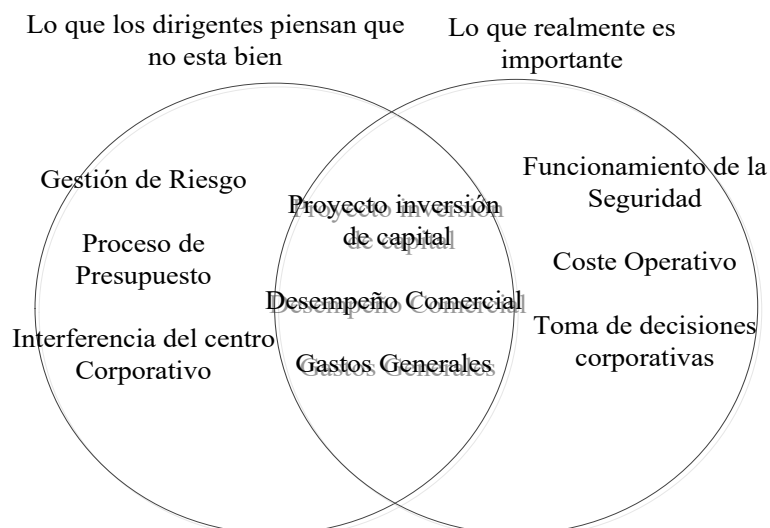 Lo que los dirigentes piensan que
no esta bien
Lo que realmente es
importante
Gestión de Riesgo
Proceso de
Presupuesto
Interferencia del centro
Corporativo
Proyecto inversión
de capital
Desempeño Comercial
Gastos Generales
Funcionamiento de la
Seguridad
Coste Operativo
Toma de decisiones
corporativas